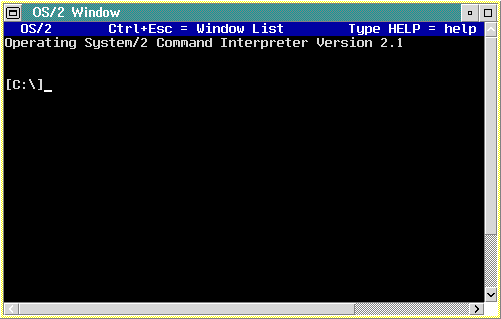 OS/2 Window
OS/2 Ctrl+Esc = Window List Type HELP = help
Operating System/2 Command Interpreter Version 2.1
[C:\]_